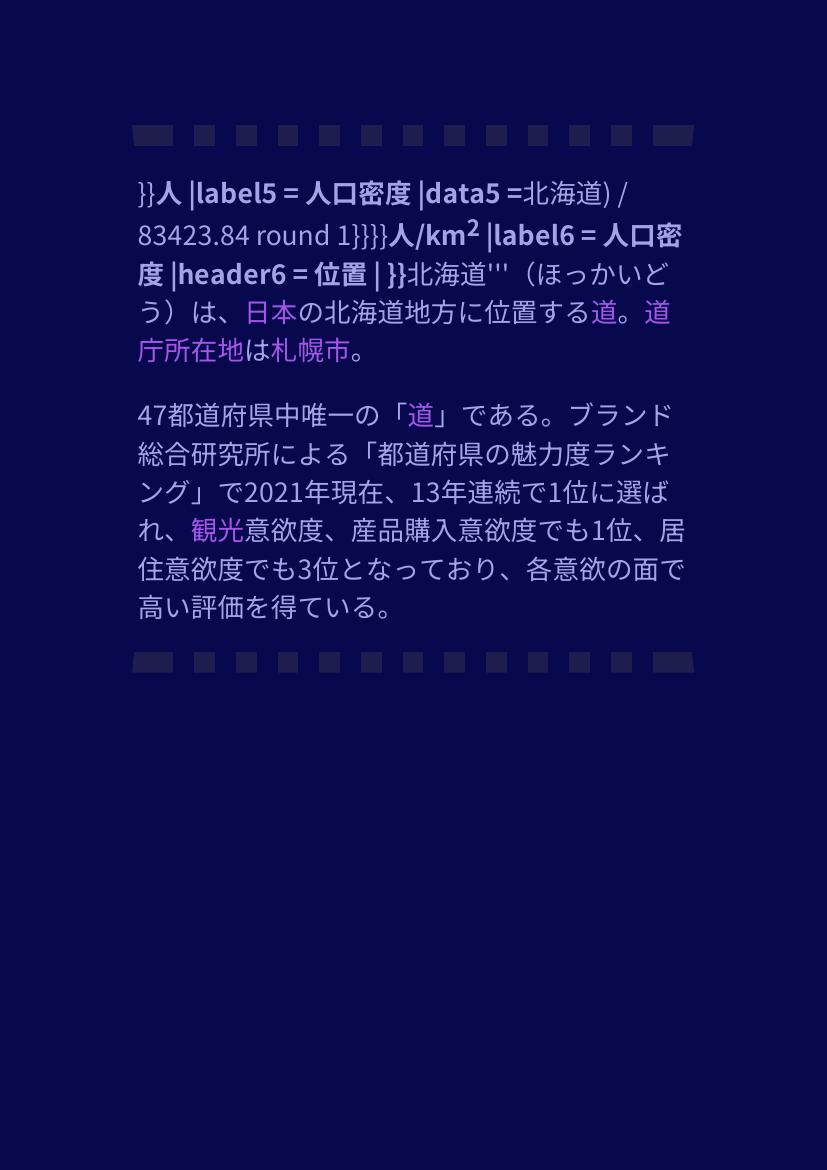 }}人 |label5 = 人口密度 |data5 =北海道) /
83423.84 round 1}}}}人/km² |label6 = 人口密
度 |header6 = 位置 | }}北海道'''（ほっかいど
う）は、日本の北海道地方に位置する道。道
庁所在地は札幌市。
47都道府県中唯一の「道」である。ブランド
総合研究所による「都道府県の魅力度ランキ
ング」で2021年現在、13年連続で1位に選ば
れ、観光意欲度、産品購入意欲度でも1位、居
住意欲度でも3位となっており、各意欲の面で
高い評価を得ている。